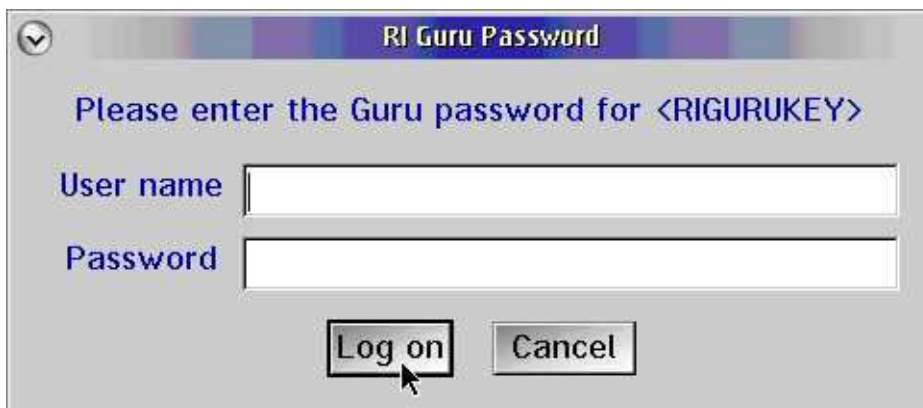 RI Guru Password
Please enter the Guru password for <RIGURUKEY>
User name
Password
Log on
Cancel